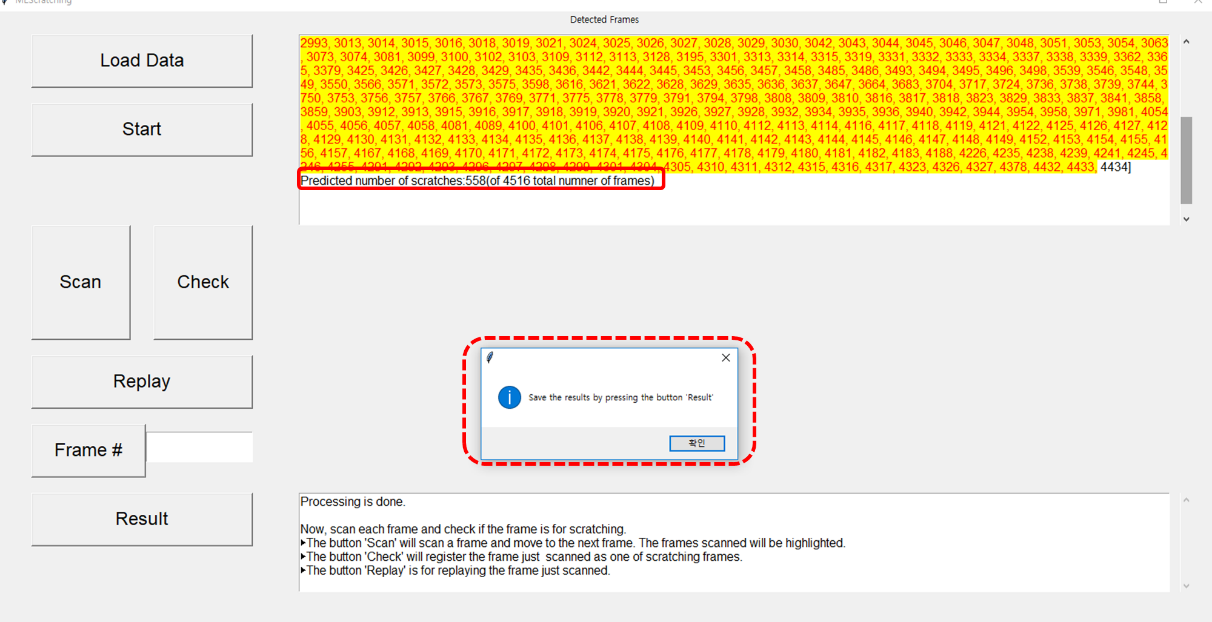 MLScratching
Detected Frames
Load Data
Start
2993, 3013, 3014, 3015, 3016, 3018, 3019, 3021, 3024, 3025, 3026, 3027, 3028, 3029, 3030, 3042, 3043, 3044, 3045, 3046, 3047, 3048, 3051, 3053, 3054, 3063
, 3073, 3074, 3081, 3099, 3100, 3102, 3103, 3109, 3112, 3113, 3128, 3195, 3301, 3313, 3314, 3315, 3319, 3331, 3332, 3333, 3334, 3337, 3338, 3339, 3362, 336
5, 3379, 3425, 3426, 3427, 3428, 3429, 3435, 3436, 3442, 3444, 3445, 3453, 3456, 3457, 3458, 3485, 3486, 3493, 3494, 3495, 3496, 3498, 3539, 3546, 3548, 35
49, 3550, 3566, 3571, 3572, 3573, 3575, 3598, 3616, 3621, 3622, 3628, 3629, 3635, 3636, 3637, 3647, 3664, 3683, 3704, 3717, 3724, 3736, 3738, 3739, 3744, 3
750, 3753, 3756, 3757, 3766, 3767, 3769, 3771, 3775, 3778, 3779, 3791, 3794, 3798, 3808, 3809, 3810, 3816, 3817, 3818, 3823, 3829, 3833, 3837, 3841, 3858,
3859, 3903, 3912, 3913, 3915, 3916, 3917, 3918, 3919, 3920, 3921, 3926, 3927, 3928, 3932, 3934, 3935, 3936, 3940, 3942, 3944, 3954, 3958, 3971, 3981, 4054
, 4055, 4056, 4057, 4058, 4081, 4089, 4100, 4101, 4106, 4107, 4108, 4109, 4110, 4112, 4113, 4114, 4116, 4117, 4118, 4119, 4121, 4122, 4125, 4126, 4127, 412
8, 4129, 4130, 4131, 4132, 4133, 4134, 4135, 4136, 4137, 4138, 4139, 4140, 4141, 4142, 4143, 4144, 4145, 4146, 4147, 4148, 4149, 4152, 4153, 4154, 4155, 41
56, 4157, 4167, 4168, 4169, 4170, 4171, 4172, 4173, 4174, 4175, 4176, 4177, 4178, 4179, 4180, 4181, 4182, 4183, 4188, 4226, 4235, 4238, 4239, 4241, 4245, 4
4305, 4310, 4311, 4312, 4315, 4316, 4317, 4323, 4326, 4327, 4378, 4432, 4433, 4434]
Predicted number of scratches:558(of 4516 total numner of frames)
Scan
Check
Replay
Save the results by pressing the button 'Result'
확인
Frame #
Result
Processing is done.
Now, scan each frame and check if the frame is for scratching.
▶The button 'Scan' will scan a frame and move to the next frame. The frames scanned will be highlighted.
▶The button 'Check' will register the frame just scanned as one of scratching frames.
▶The button 'Replay' is for replaying the frame just scanned.